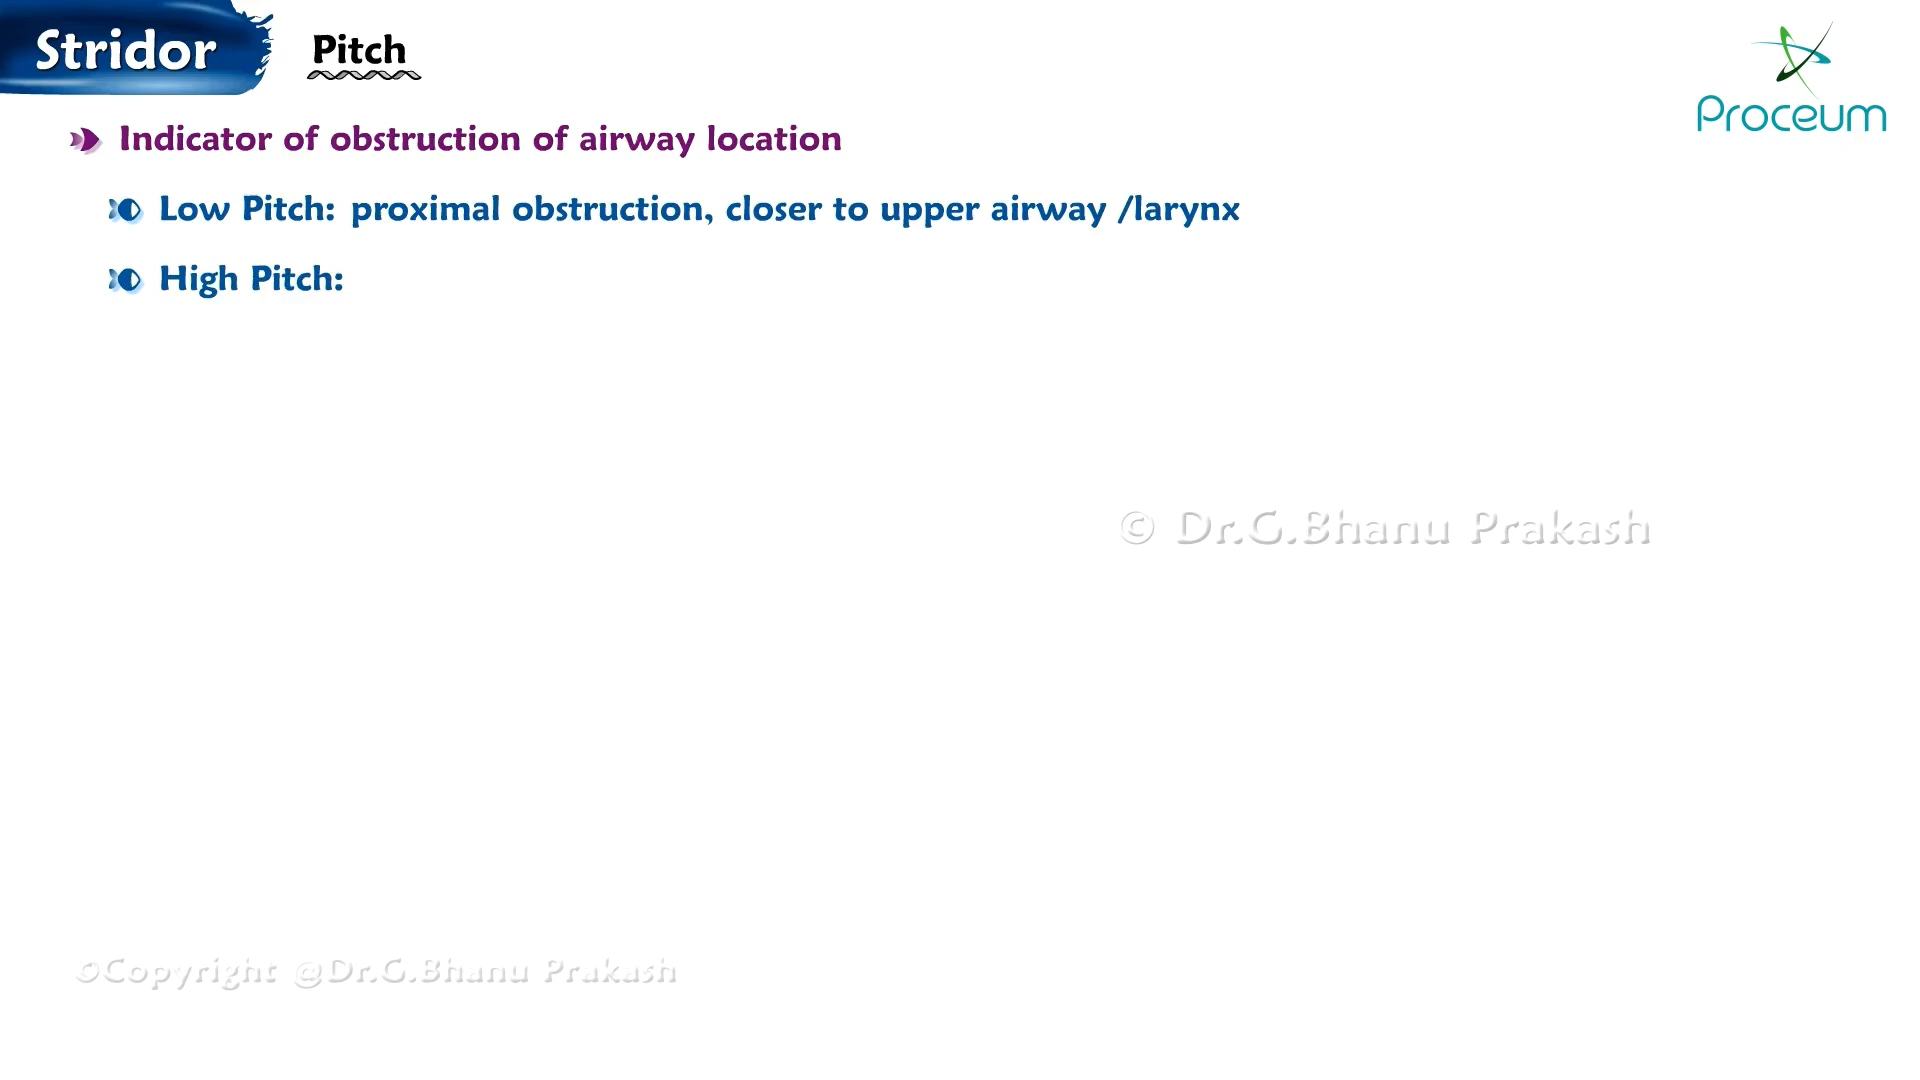 Stridor
Pitch
Proceum
Indicator of obstruction of airway location
Low Pitch: proximal obstruction, closer to upper airway /larynx
High Pitch:
© Dr.G.Bhanu Prakash
©Copyright @Dr.G.Bhanu Prakash